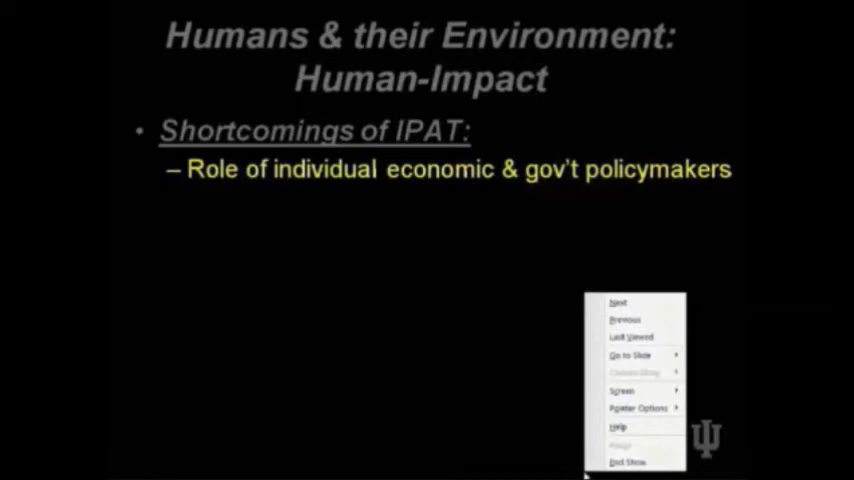 Humans & their Environment:
Human-Impact
• Shortcomings of IPAT:
– Role of individual economic & gov't policymakers
Next
Previous
Last Viewed
Go to Slide
Screen
Pointer Options
Help
End Show